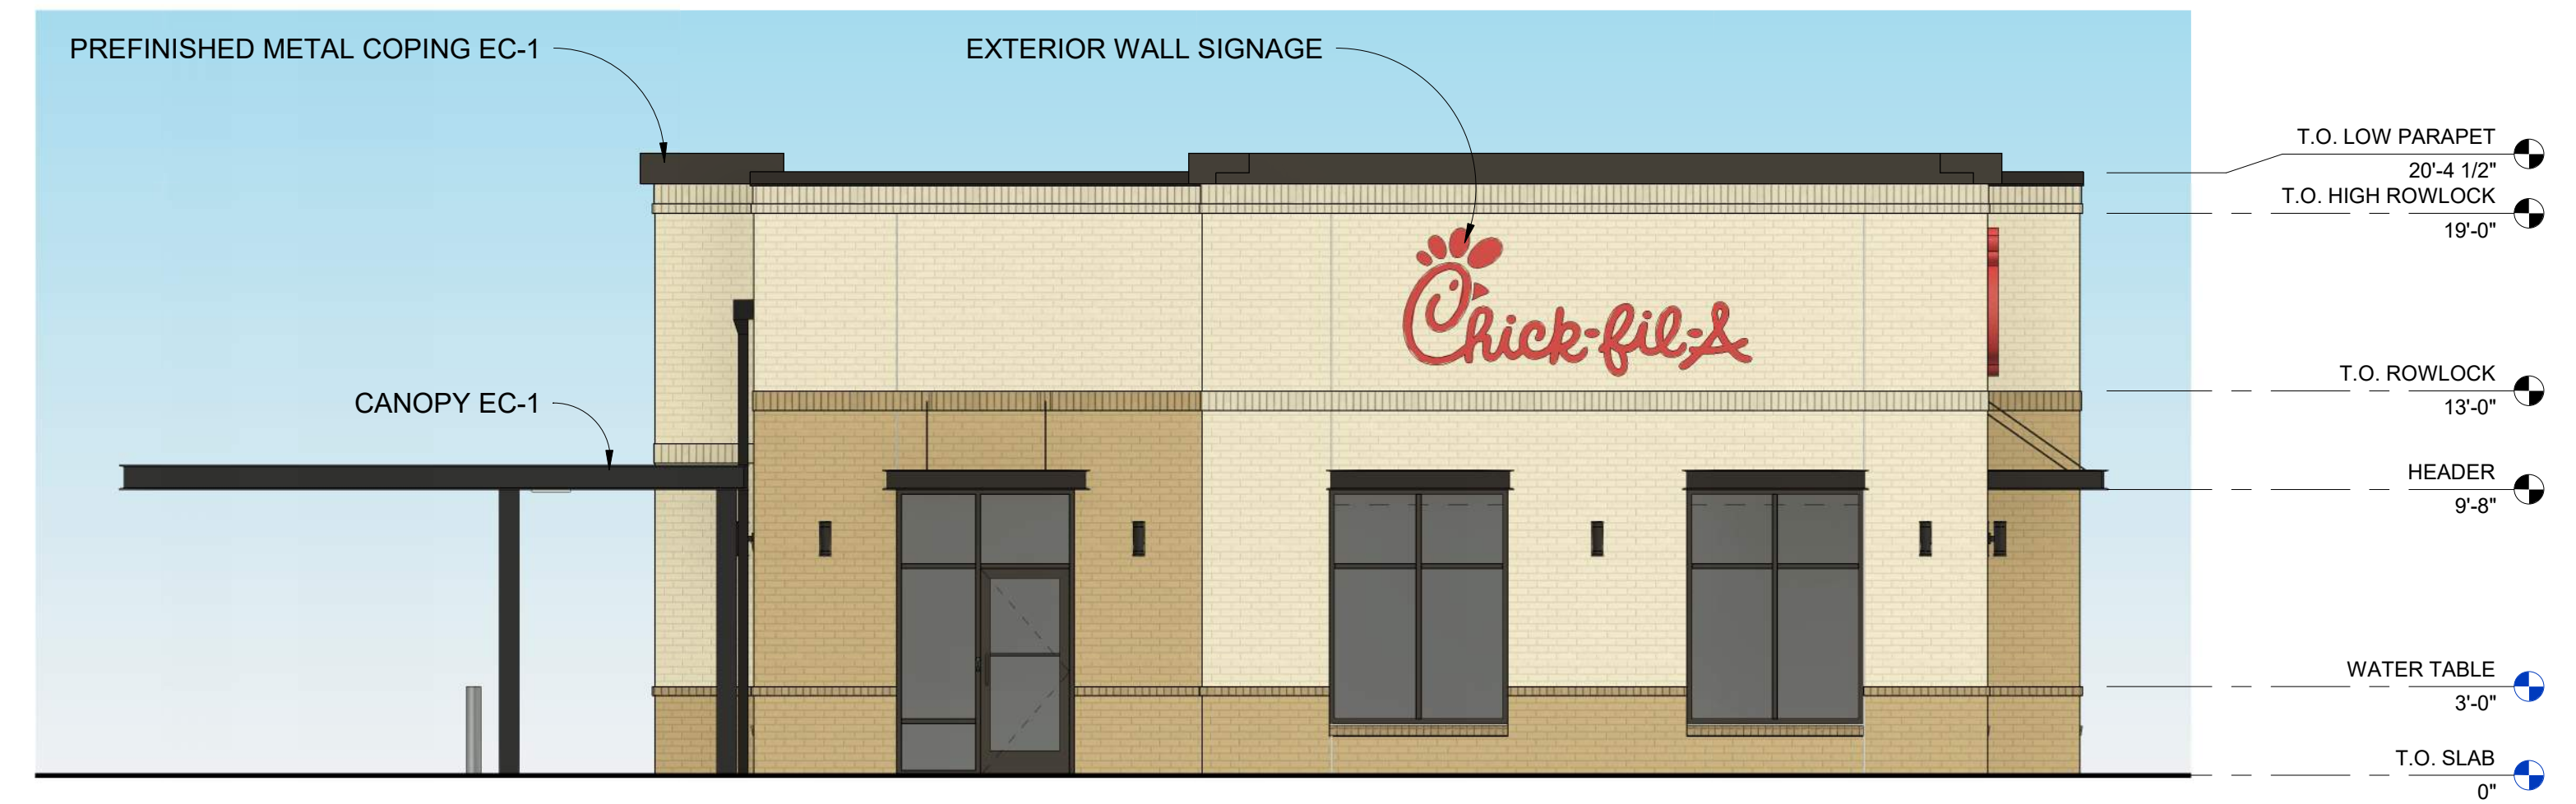 PREFINISHED METAL COPING EC-1
EXTERIOR WALL SIGNAGE
T.O. LOW PARAPET
20'-4 1/2"
T.O. HIGH ROWLOCK
19'-0"
Chick-fil-A
T.O. ROWLOCK
13'-0"
CANOPY EC-1
HEADER
9'-8"
WATER TABLE
3'-0"
T.O. SLAB
0"